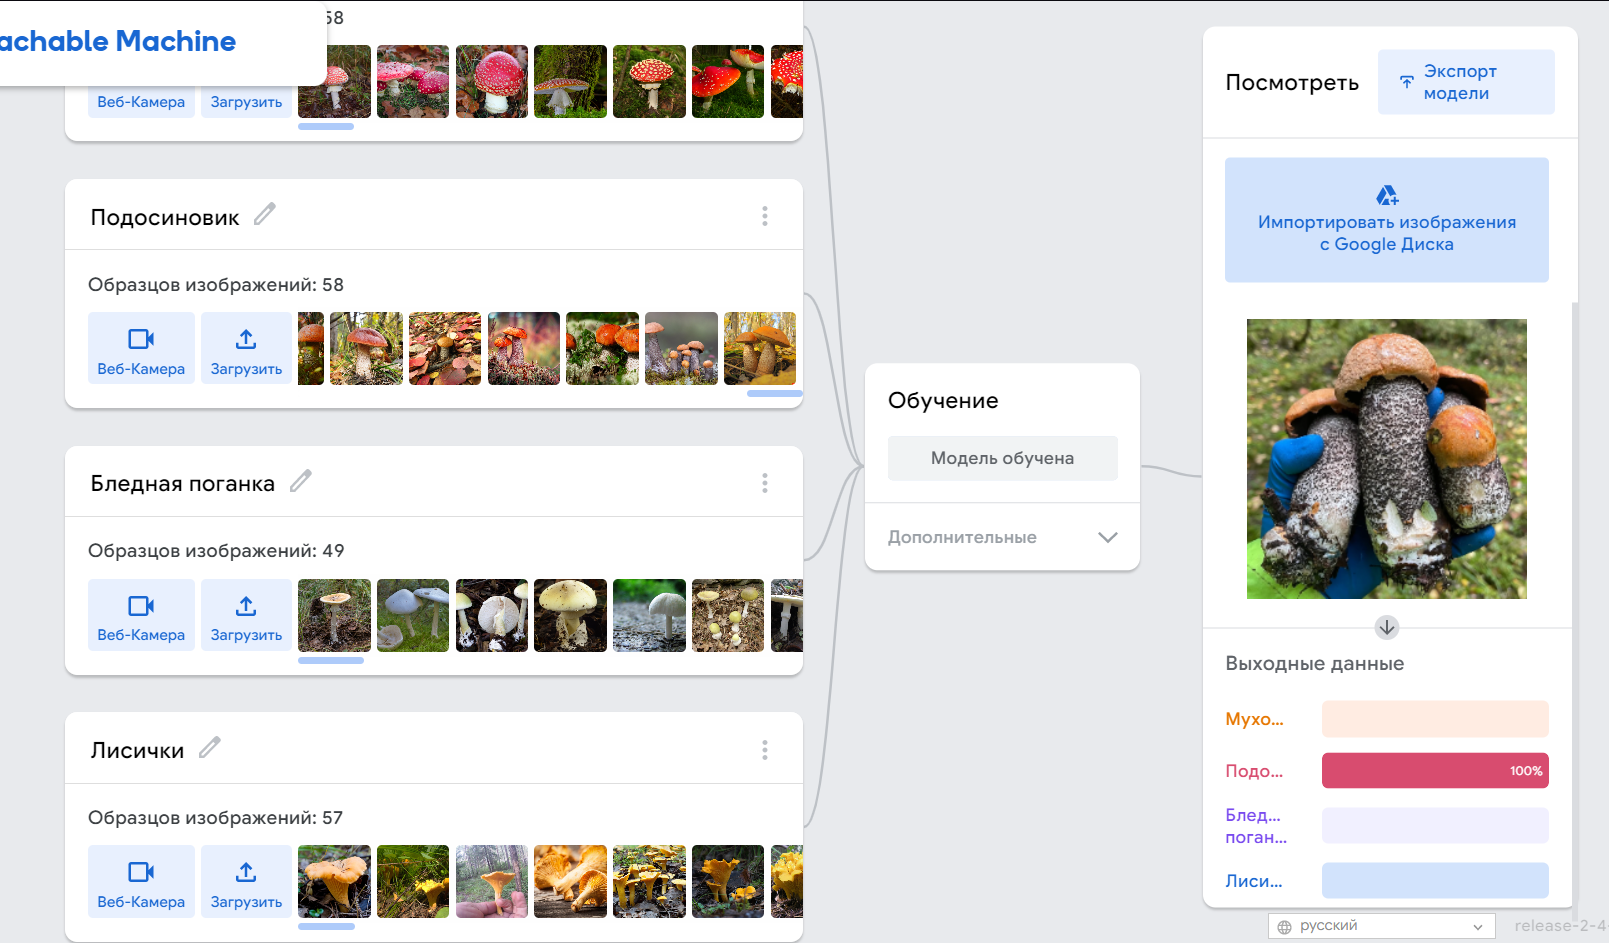 achable Machine
58
Веб-Камера
Загрузить
Подосиновик
Образцов изображений: 58
Веб-Камера
Загрузить
Бледная поганка
Образцов изображений: 49
Веб-Камера
Загрузить
Лисички
Образцов изображений: 57
Веб-Камера
Загрузить
Обучение
Модель обучена
Дополнительные
Посмотреть
Экспорт
модели
Импортировать изображения
с Google Диска
Выходные данные
Мухо...
Подо...
100%
Блед...
поган...
Лиси...
русский
release-2-4